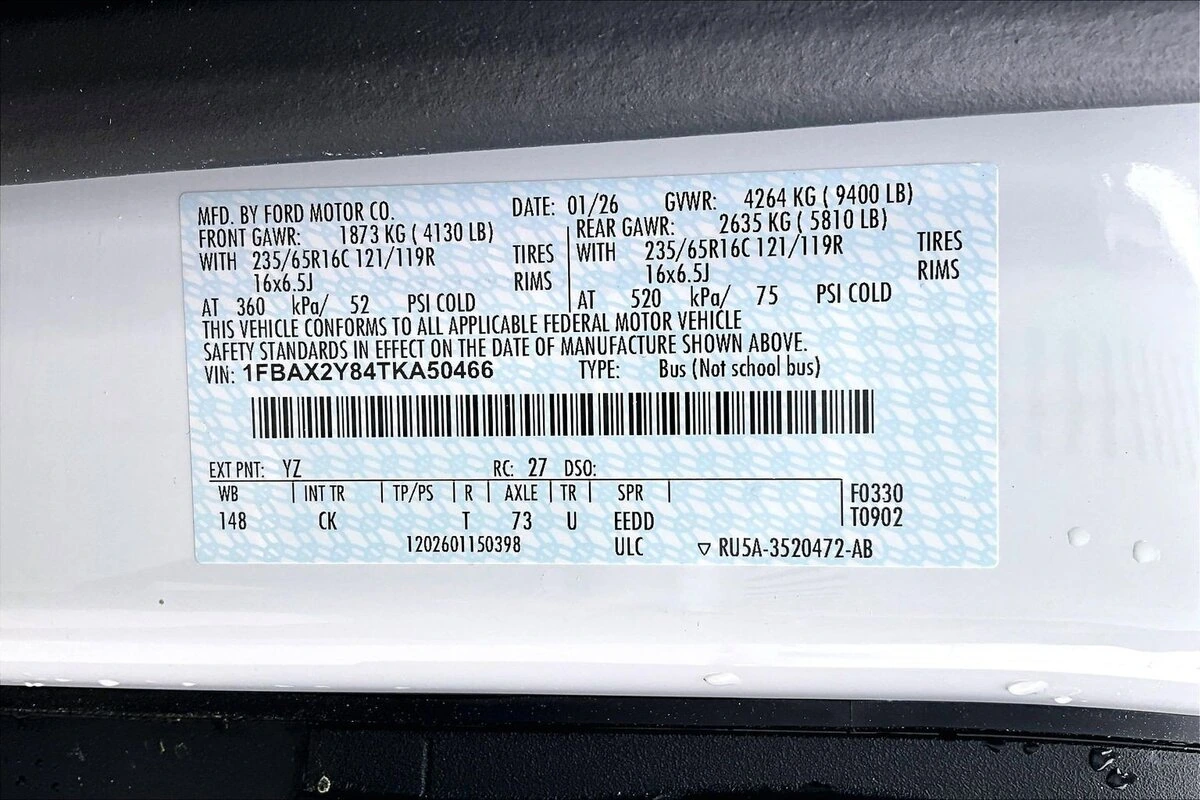 MFD. BY FORD MOTOR CO. DATE: 01/26 GVWR: 4264 KG ( 9400 LB)
FRONT GAWR: 1873 KG ( 4130 LB) REAR GAWR: 2635 KG ( 5810 LB)
WITH 235/65R16C 121/119R TIRES WITH 235/65R16C 121/119R TIRES
16x6.5J RIMS 16x6.5J RIMS
AT 360 kPa/ 52 PSI COLD AT 520 kPa/ 75 PSI COLD
THIS VEHICLE CONFORMS TO ALL APPLICABLE FEDERAL MOTOR VEHICLE
SAFETY STANDARDS IN EFFECT ON THE DATE OF MANUFACTURE SHOWN ABOVE.
VIN: 1FBAX2Y84TKA50466 TYPE: Bus (Not school bus)
EXT PNT: YZ RC: 27 DSO:
WB INT TR TP/PS R AXLE TR SPR F0330
148 CK T 73 U EEDD T0902
1202601150398 ULC ▽ RU5A-3520472-AB